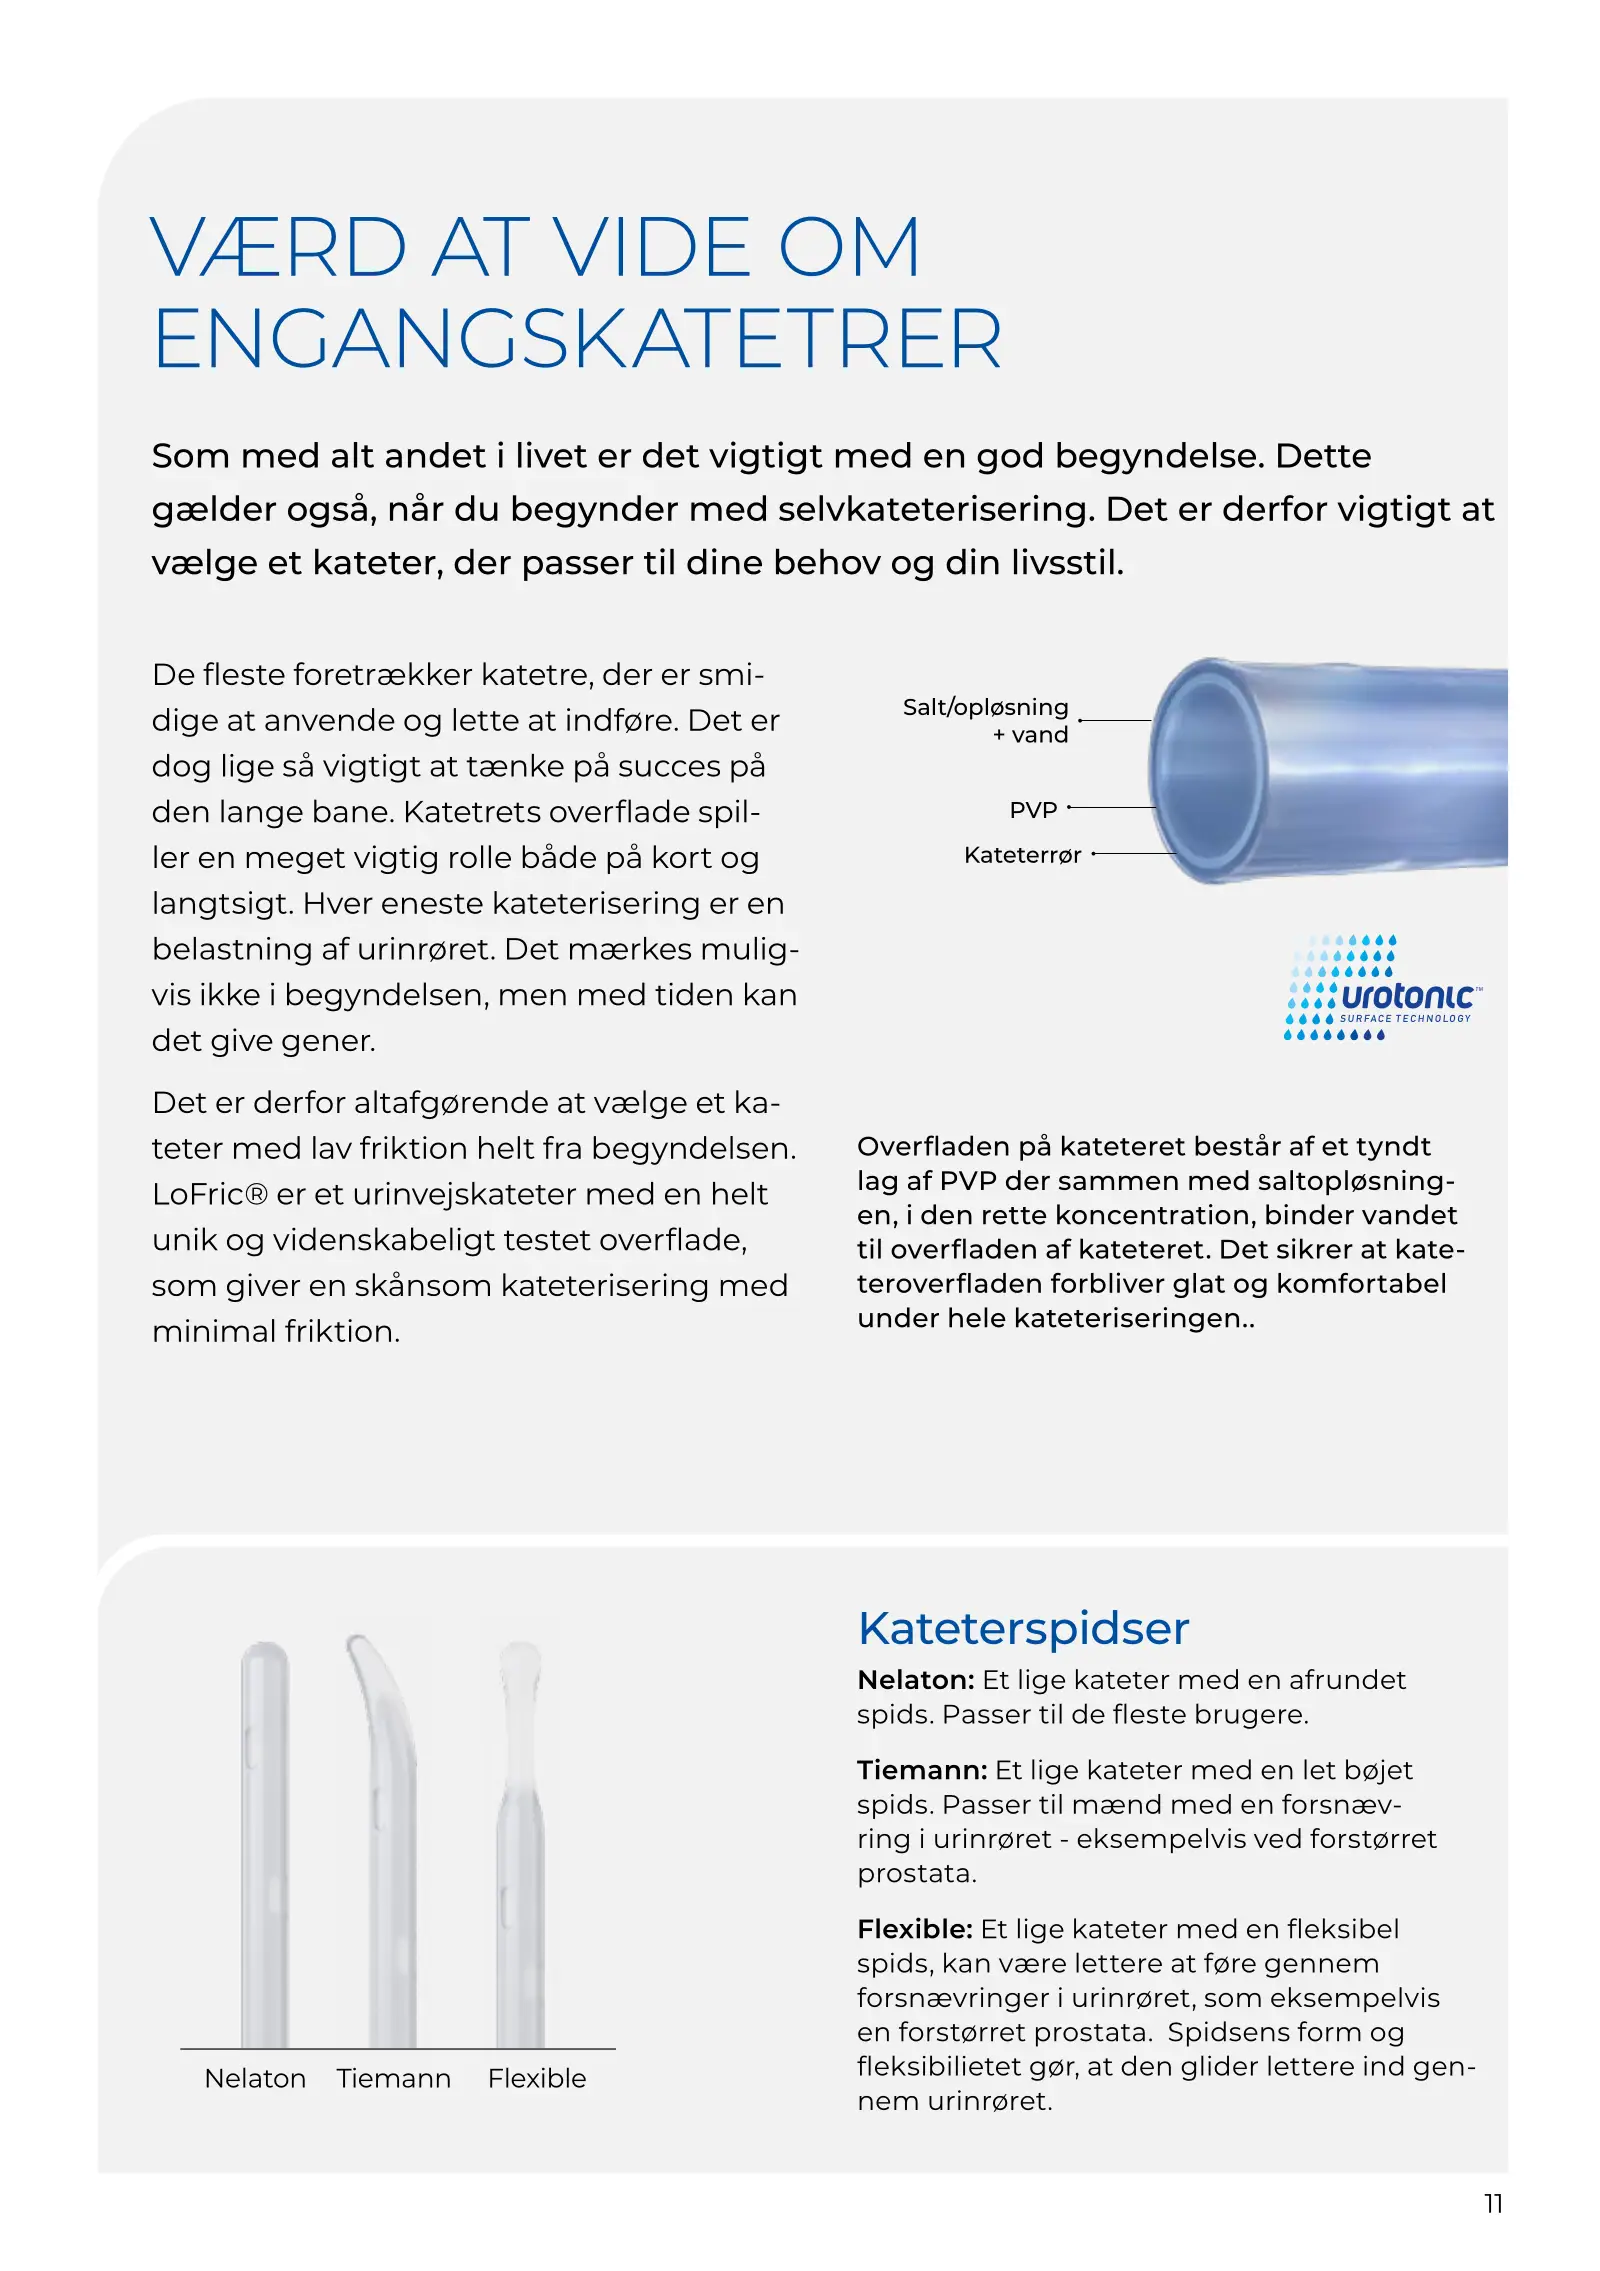 VÆRD AT VIDE OM
ENGANGSKATETRER
Som med alt andet i livet er det vigtigt med en god begyndelse. Dette
gælder også, når du begynder med selvkateterisering. Det er derfor vigtigt at
vælge et kateter, der passer til dine behov og din livsstil.
De fleste foretrækker katetre, der er smi-
dige at anvende og lette at indføre. Det er
dog lige så vigtigt at tænke på succes på
den lange bane. Katetrets overflade spil-
ler en meget vigtig rolle både på kort og
langtsigt. Hver eneste kateterisering er en
belastning af urinrøret. Det mærkes mulig-
vis ikke i begyndelsen, men med tiden kan
det give gener.
Det er derfor altafgørende at vælge et ka-
teter med lav friktion helt fra begyndelsen.
LoFric® er et urinvejskateter med en helt
unik og videnskabeligt testet overflade,
som giver en skånsom kateterisering med
minimal friktion.
Salt/opløsning
+ vand
PVP
Kateterrør
urotonic™
SURFACE TECHNOLOGY
Overfladen på kateteret består af et tyndt
lag af PVP der sammen med saltopløsning-
en, i den rette koncentration, binder vandet
til overfladen af kateteret. Det sikrer at kate-
teroverfladen forbliver glat og komfortabel
under hele kateteriseringen..
Nelaton
Tiemann
Flexible
Kateterspidser
Nelaton: Et lige kateter med en afrundet
spids. Passer til de fleste brugere.
Tiemann: Et lige kateter med en let bøjet
spids. Passer til mænd med en forsnæv-
ring i urinrøret - eksempelvis ved forstørret
prostata.
Flexible: Et lige kateter med en fleksibel
spids, kan være lettere at føre gennem
forsnævringer i urinrøret, som eksempelvis
en forstørret prostata.  Spidsens form og
fleksibilietet gør, at den glider lettere ind gen-
nem urinrøret.
11